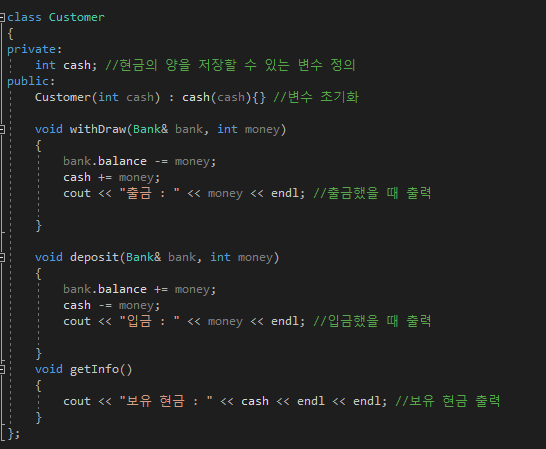 class Customer
{
private:
int cash; //현금의 양을 저장할 수 있는 변수 정의
public:
Customer(int cash) : cash(cash){} //변수 초기화
void withDraw(Bank& bank, int money)
{
bank.balance -= money;
cash += money;
cout << "출금 : " << money << endl; //출금했을 때 출력
}
void deposit(Bank& bank, int money)
{
bank.balance += money;
cash -= money;
cout << "입금 : " << money << endl; //입금했을 때 출력
}
void getInfo()
{
cout << "보유 현금 : " << cash << endl << endl; //보유 현금 출력
}
};